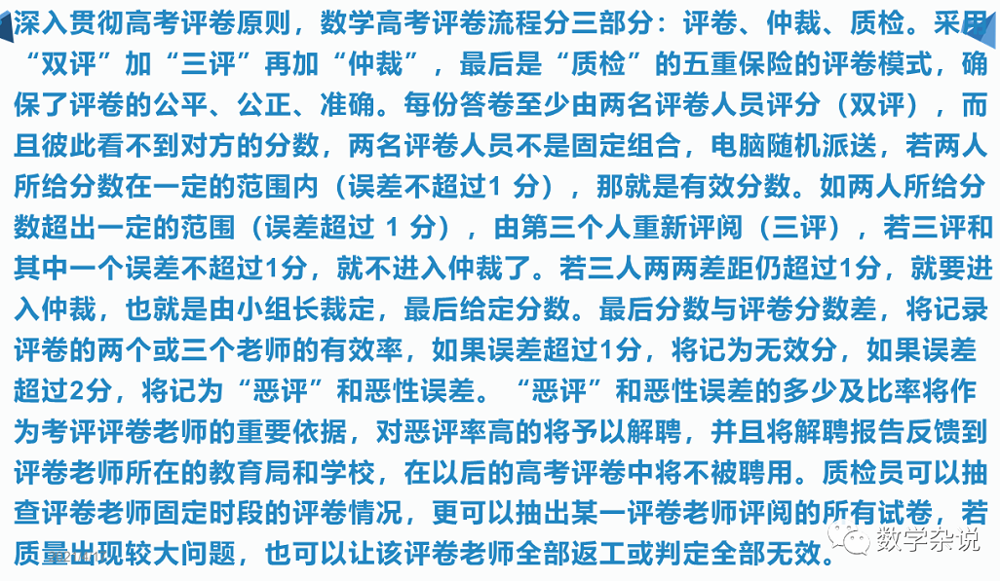 深入贯彻高考评卷原则，数学高考评卷流程分三部分：评卷、仲裁、质检。采用
“双评”加“三评”再加“仲裁”，最后是“质检”的五重保险的评卷模式，确
保了评卷的公平、公正、准确。每份答卷至少由两名评卷人员评分（双评），而
且彼此看不到对方的分数，两名评卷人员不是固定组合，电脑随机派送，若两人
所给分数在一定的范围内（误差不超过1 分），那就是有效分数。如两人所给分
数超出一定的范围（误差超过 1 分），由第三个人重新评阅（三评），若三评和
其中一个误差不超过1分，就不进入仲裁了。若三人两两差距仍超过1分，就要进
入仲裁，也就是由小组长裁定，最后给定分数。最后分数与评卷分数差，将记录
评卷的两个或三个老师的有效率，如果误差超过1分，将记为无效分，如果误差
超过2分，将记为“恶评”和恶性误差。“恶评”和恶性误差的多少及比率将作
为考评评卷老师的重要依据，对恶评率高的将予以解聘，并且将解聘报告反馈到
评卷老师所在的教育局和学校，在以后的高考评卷中将不被聘用。质检员可以抽
查评卷老师固定时段的评卷情况，更可以抽出某一评卷老师评阅的所有试卷，若
质量出现较大问题，也可以让该评卷老师全部返工或判定全部无效。
数学杂说